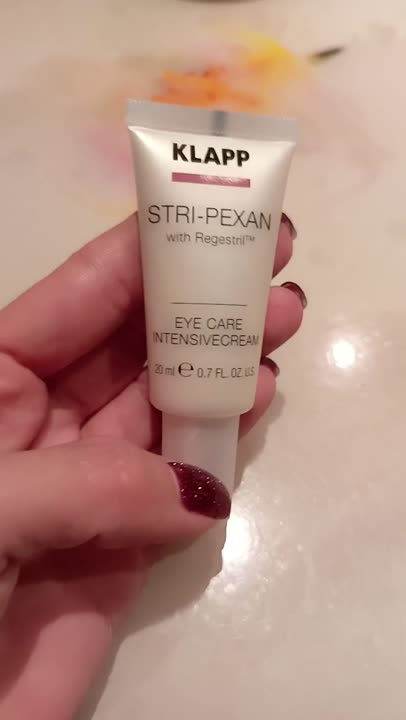 KLAPP
STRI-PEXAN
with Regestril™
EYE CARE
INTENSIVECREAM
20 ml ℮ 0.7 FL. OZ. U.S.